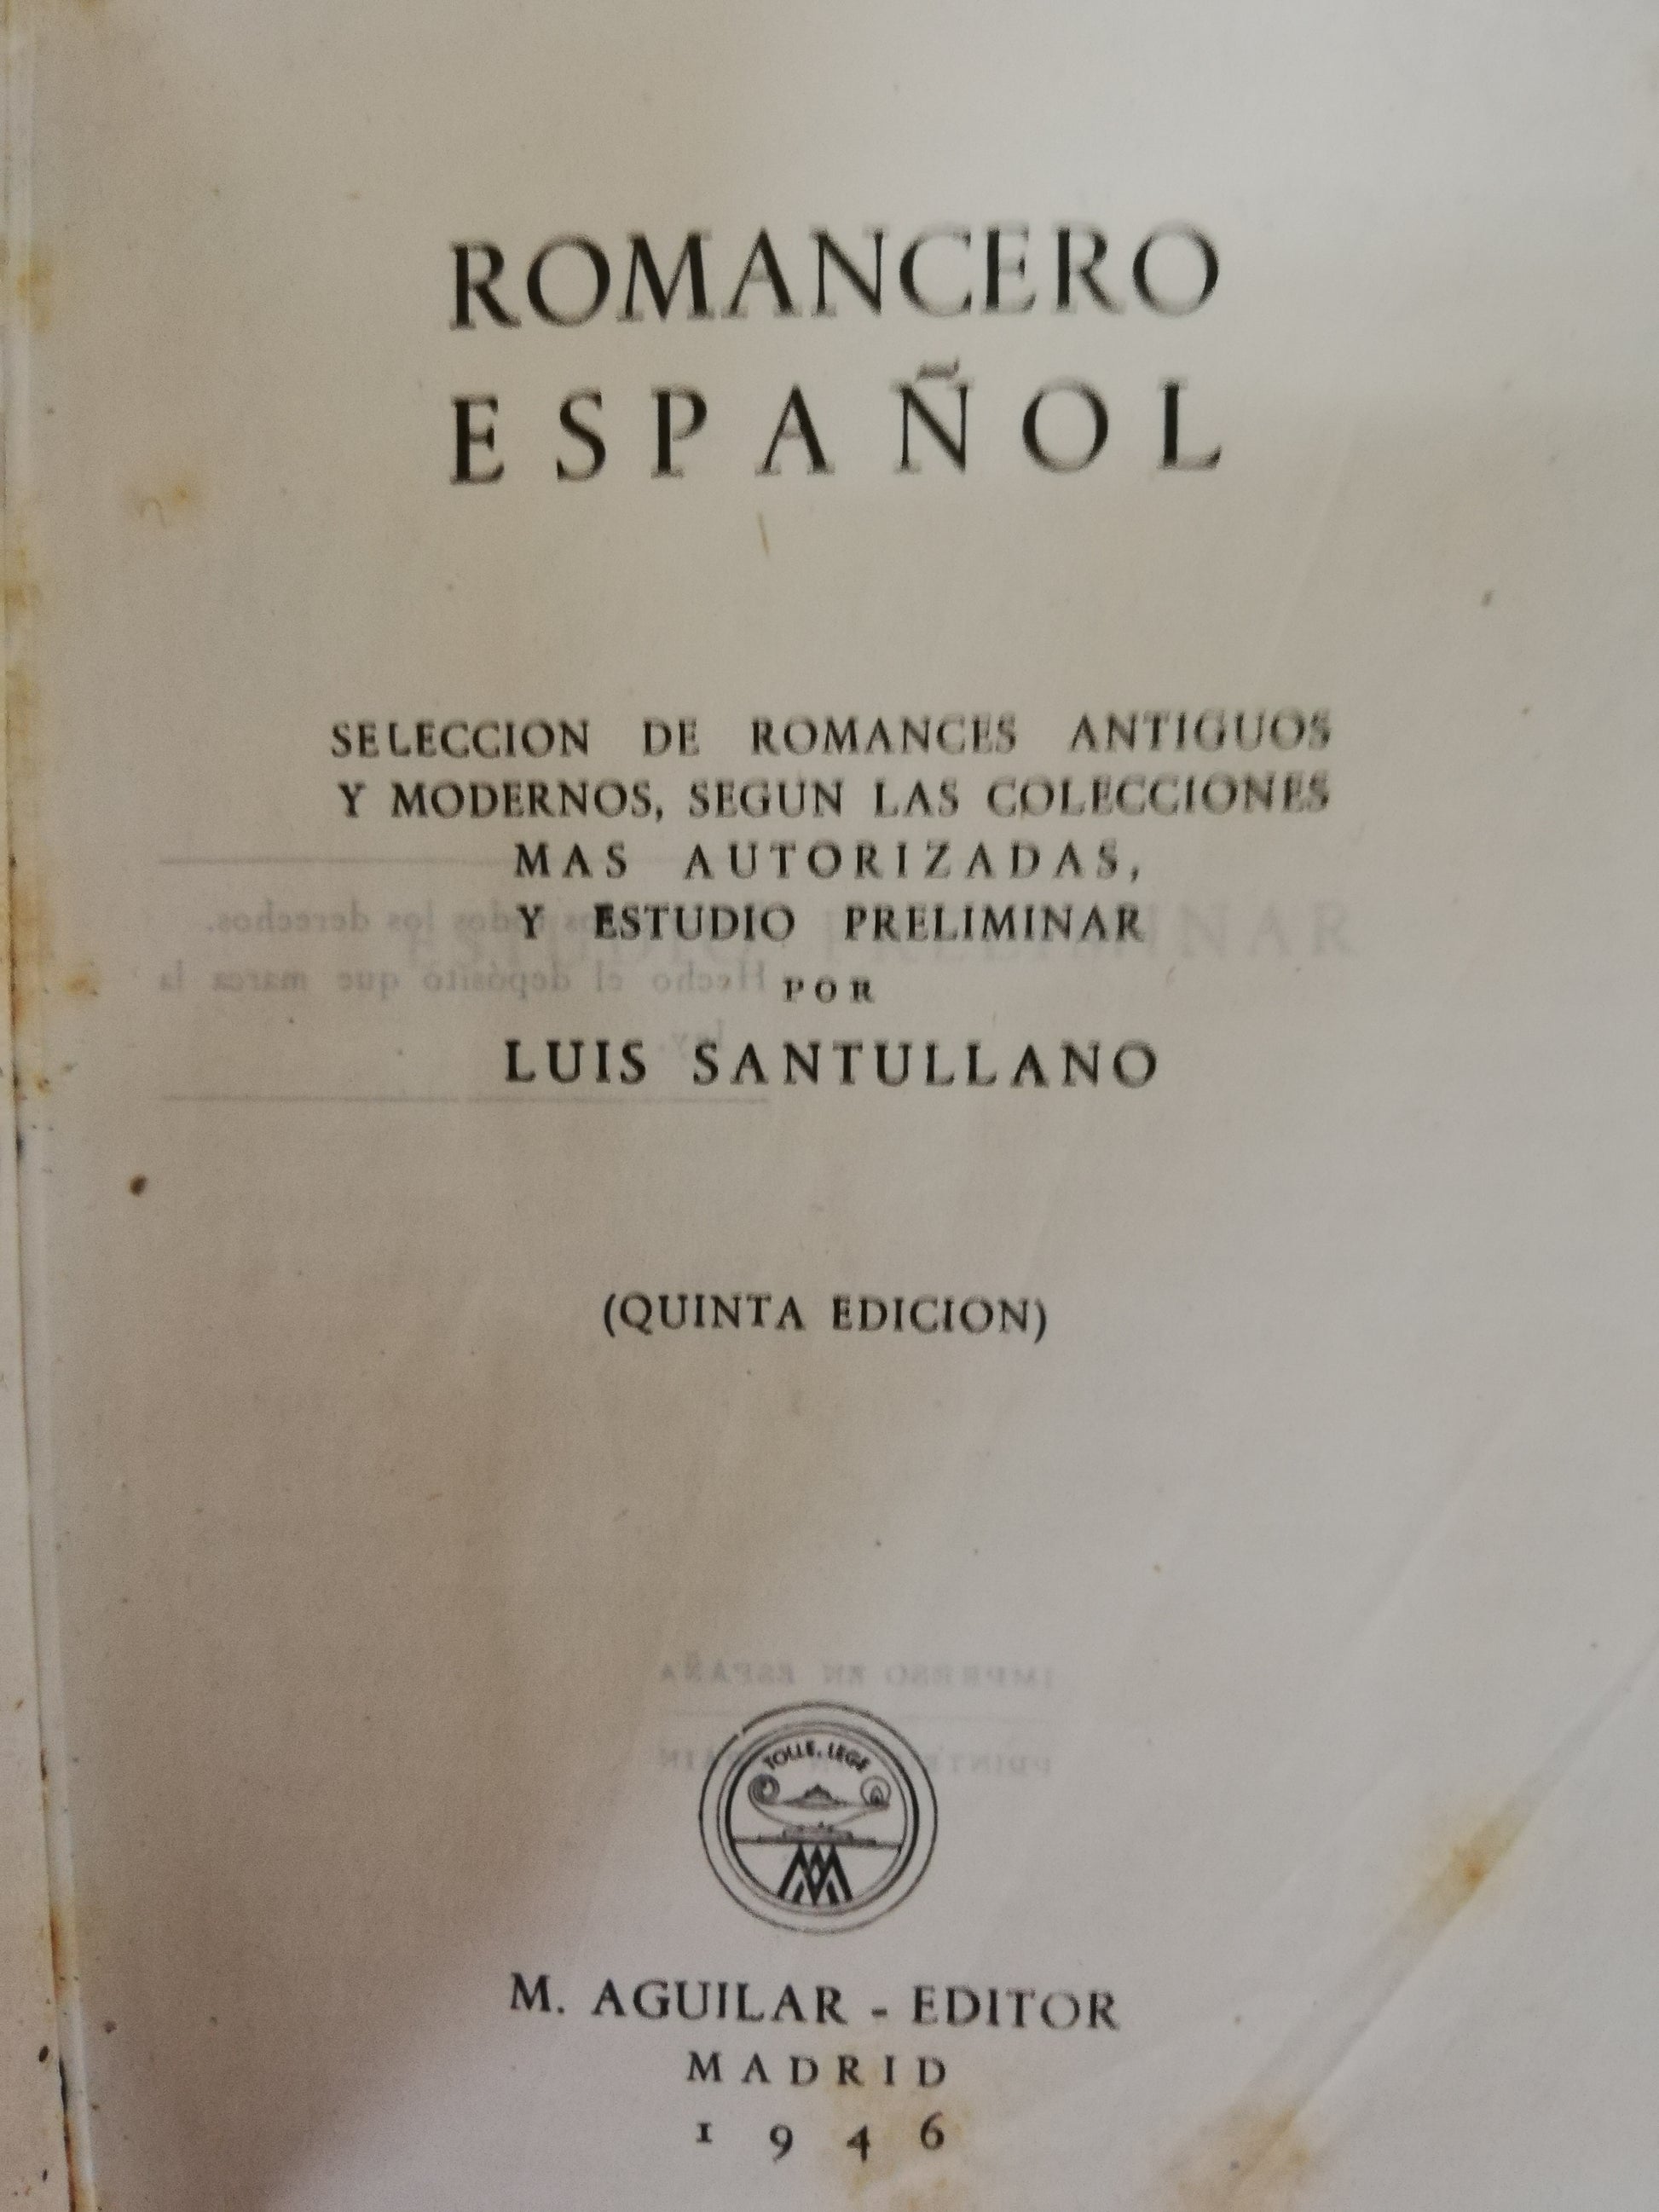 ROMANCERO
ESPAÑOL
SELECCION DE ROMANCES ANTIGUOS
Y MODERNOS, SEGUN LAS COLECCIONES
MAS AUTORIZADAS,
Y ESTUDIO PRELIMINAR
POR
LUIS SANTULLANO
(QUINTA EDICION)
TOLLE, LEGE
M. AGUILAR - EDITOR
MADRID
1946